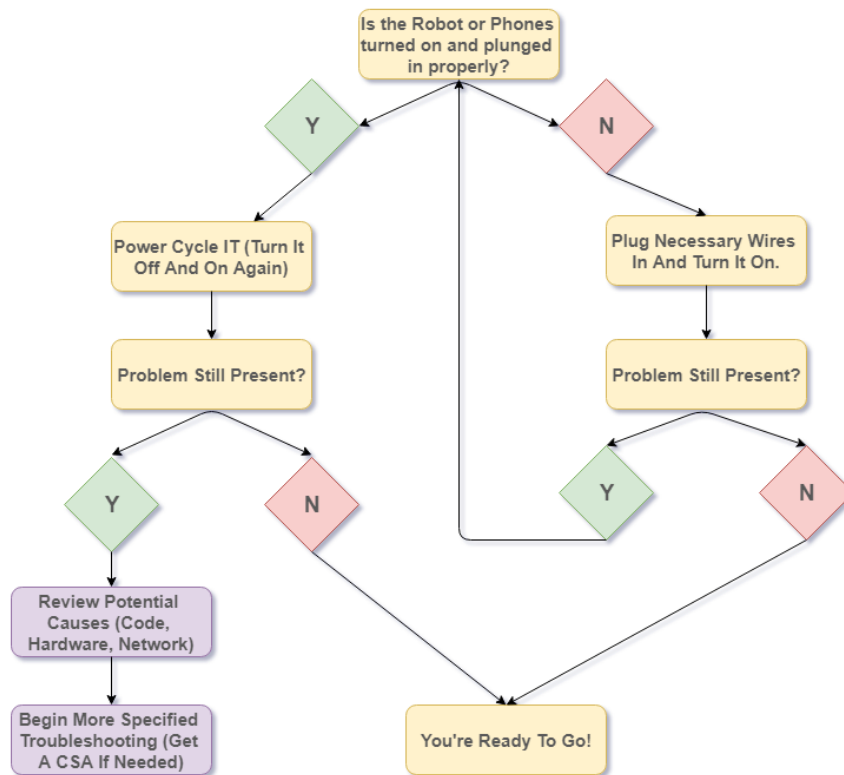 Is the Robot or Phones
turned on and plunged
in properly?
Y
N
Power Cycle IT (Turn It
Off And On Again)
Plug Necessary Wires
In And Turn It On.
Problem Still Present?
Problem Still Present?
Y
N
Y
N
Review Potential
Causes (Code,
Hardware, Network)
Begin More Specified
Troubleshooting (Get
A CSA If Needed)
You're Ready To Go!